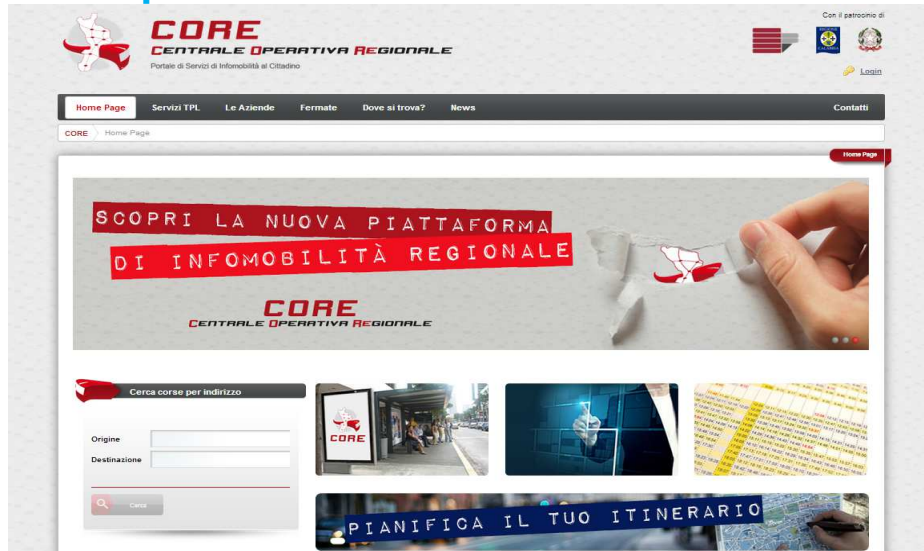 CORE
CENTRALE OPERATIVA REGIONALE
Portale di Servizi di Infomobilità al Cittadino
Con il patrocinio di
Login
Home Page Servizi TPL Le Aziende Fermate Dove si trova? News Contatti
CORE Home Page
Home Page
SCOPRI LA NUOVA PIATTAFORMA
DI INFOMOBILITÀ REGIONALE
CORE
CENTRALE OPERATIVA REGIONALE
Cerca corse per indirizzo
Origine
Destinazione
Cerca
CORE
PIANIFICA IL TUO ITINERARIO